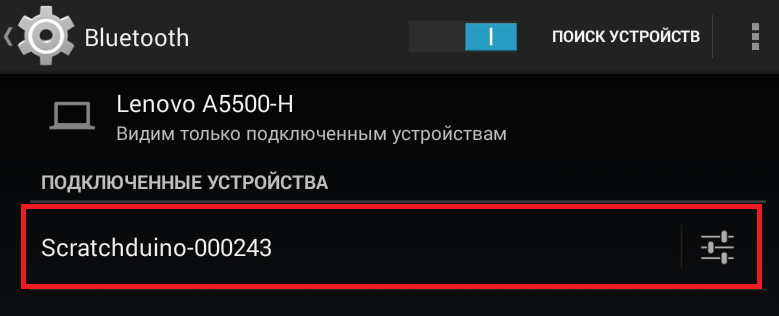 Bluetooth
ПОИСК УСТРОЙСТВ
Lenovo A5500-H
Видим только подключенным устройствам
ПОДКЛЮЧЕННЫЕ УСТРОЙСТВА
Scratchduino-000243